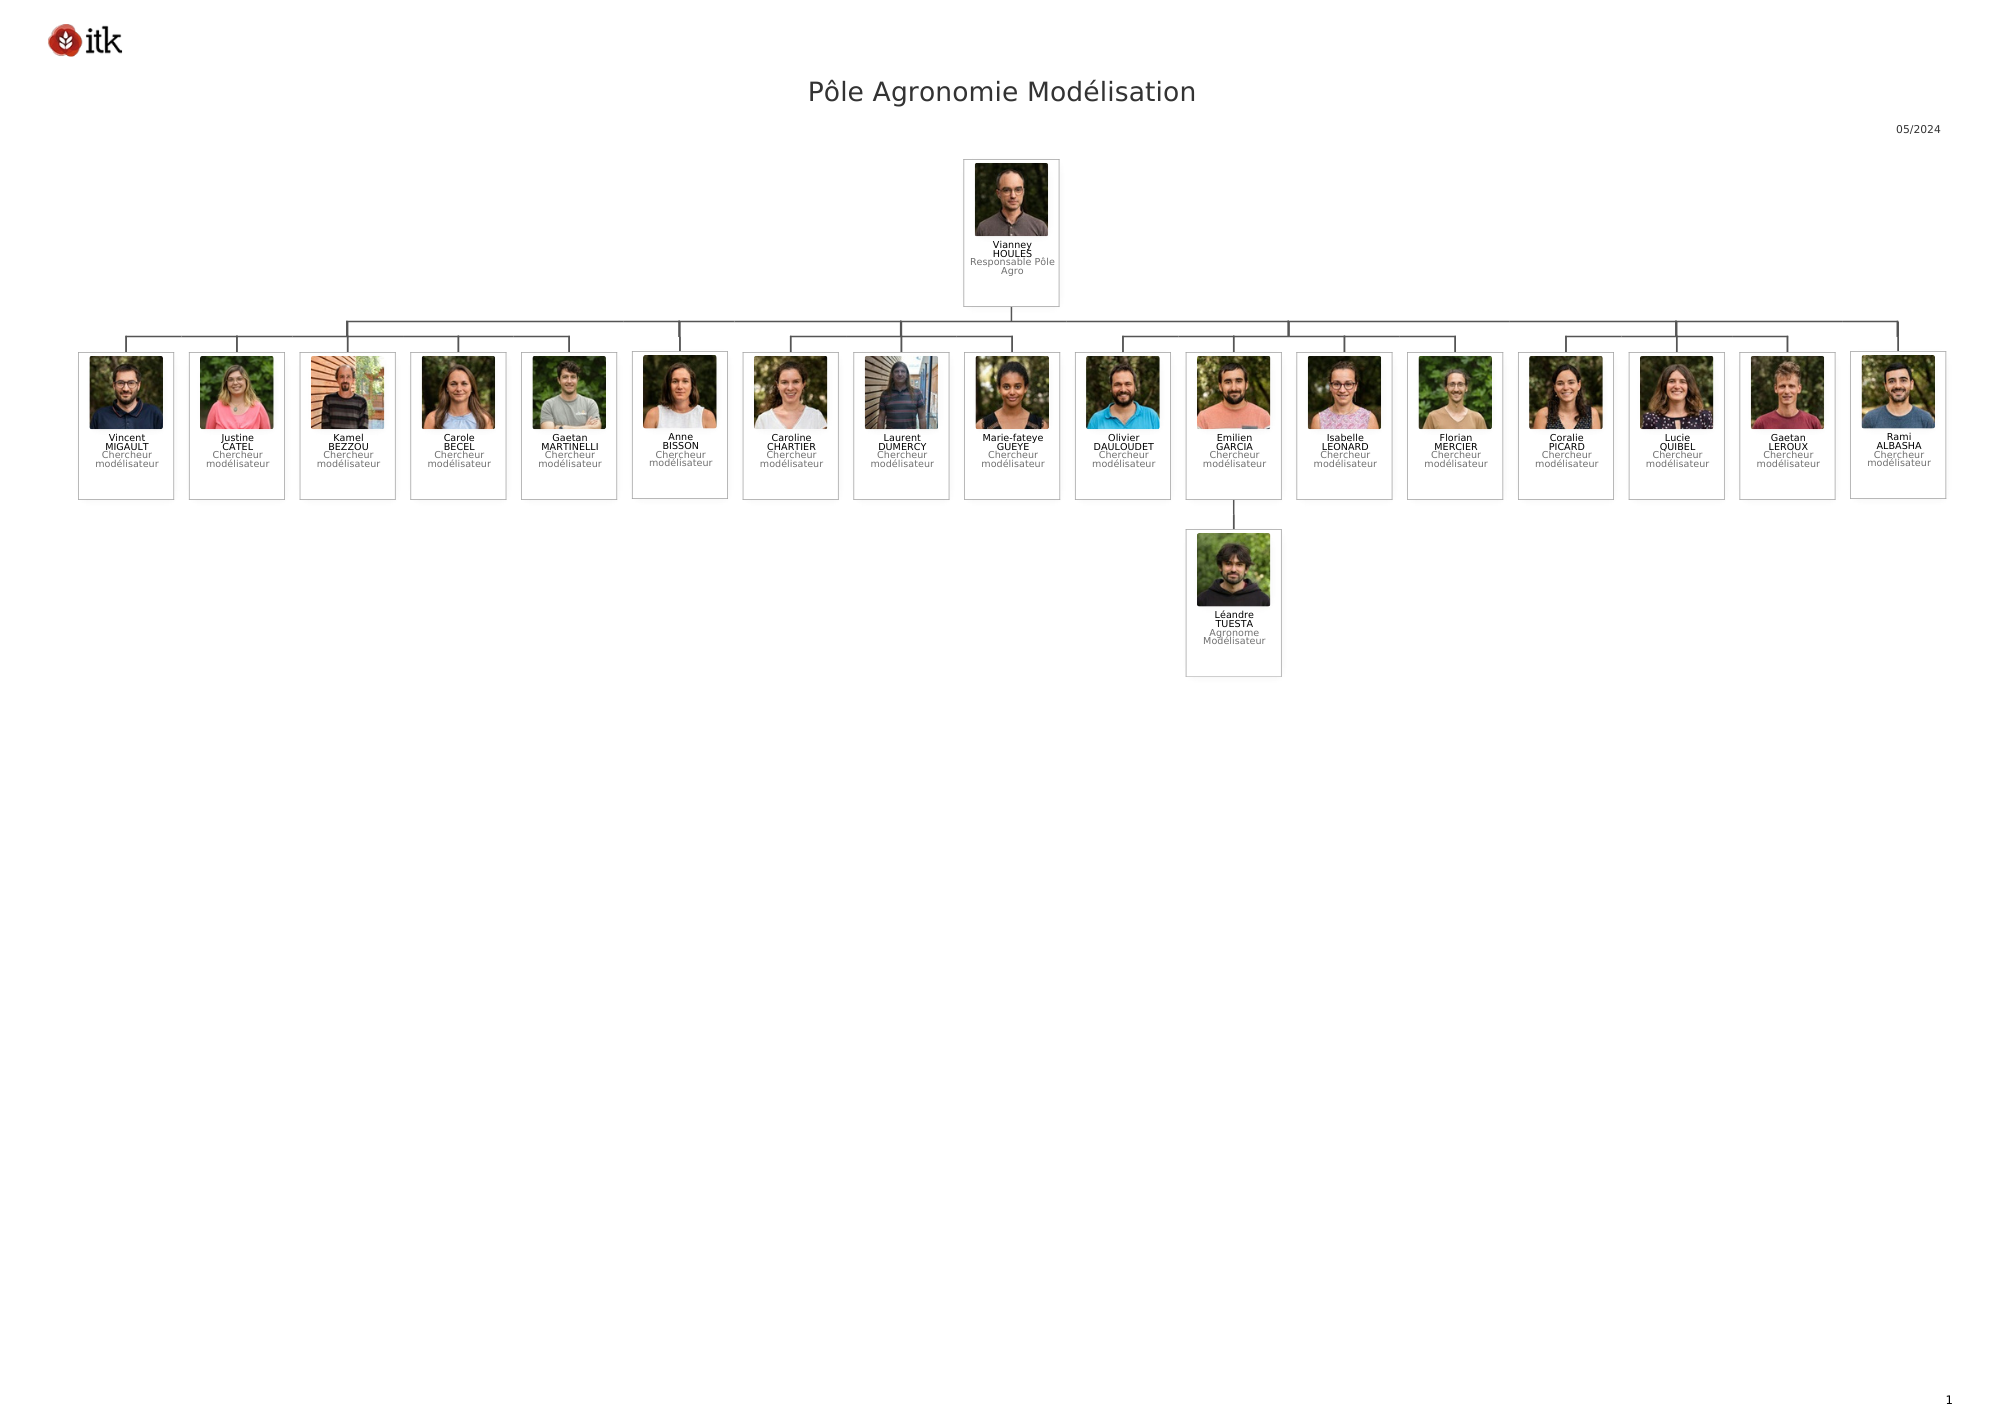 itk
Pôle Agronomie Modélisation
05/2024
Vianney
HOULES
Responsable Pôle
Agro
Vincent
MIGAULT
Chercheur
modélisateur
Justine
CATEL
Chercheur
modélisateur
Kamel
BEZZOU
Chercheur
modélisateur
Carole
BECEL
Chercheur
modélisateur
Gaetan
MARTINELLI
Chercheur
modélisateur
Anne
BISSON
Chercheur
modélisateur
Caroline
CHARTIER
Chercheur
modélisateur
Laurent
DUMERCY
Chercheur
modélisateur
Marie-fateye
GUEYE
Chercheur
modélisateur
Olivier
DAULOUDET
Chercheur
modélisateur
Emilien
GARCIA
Chercheur
modélisateur
Isabelle
LEONARD
Chercheur
modélisateur
Florian
MERCIER
Chercheur
modélisateur
Coralie
PICARD
Chercheur
modélisateur
Lucie
QUIBEL
Chercheur
modélisateur
Gaetan
LEROUX
Chercheur
modélisateur
Rami
ALBASHA
Chercheur
modélisateur
Léandre
TUESTA
Agronome
Modélisateur
1